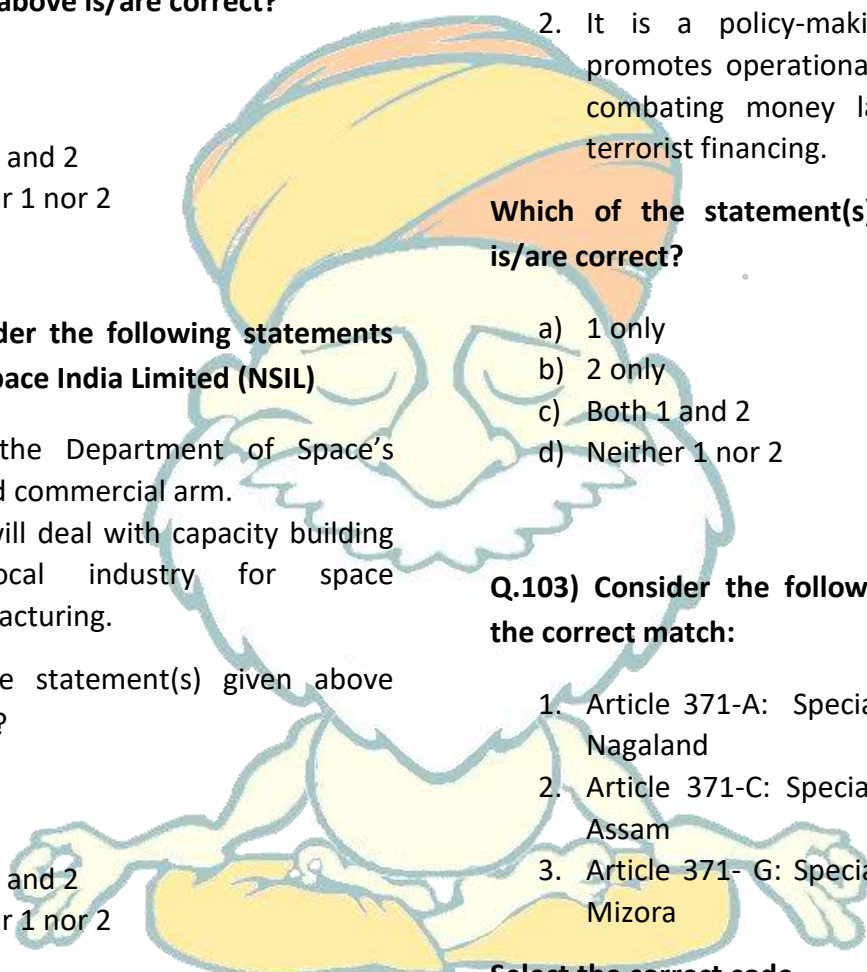 above is/are correct?
and 2
r 1 nor 2
der the following statements
pace India Limited (NSIL)
the Department of Space’s
d commercial arm.
will deal with capacity building
ocal industry for space
acturing.
e statement(s) given above
?
and 2
r 1 nor 2
2. It is a policy-maki
promotes operationa
combating money la
terrorist financing.
Which of the statement(s)
is/are correct?
a) 1 only
b) 2 only
c) Both 1 and 2
d) Neither 1 nor 2
Q.103) Consider the follow
the correct match:
1. Article 371-A: Specia
Nagaland
2. Article 371-C: Specia
Assam
3. Article 371- G: Specia
Mizora
Select the correct code